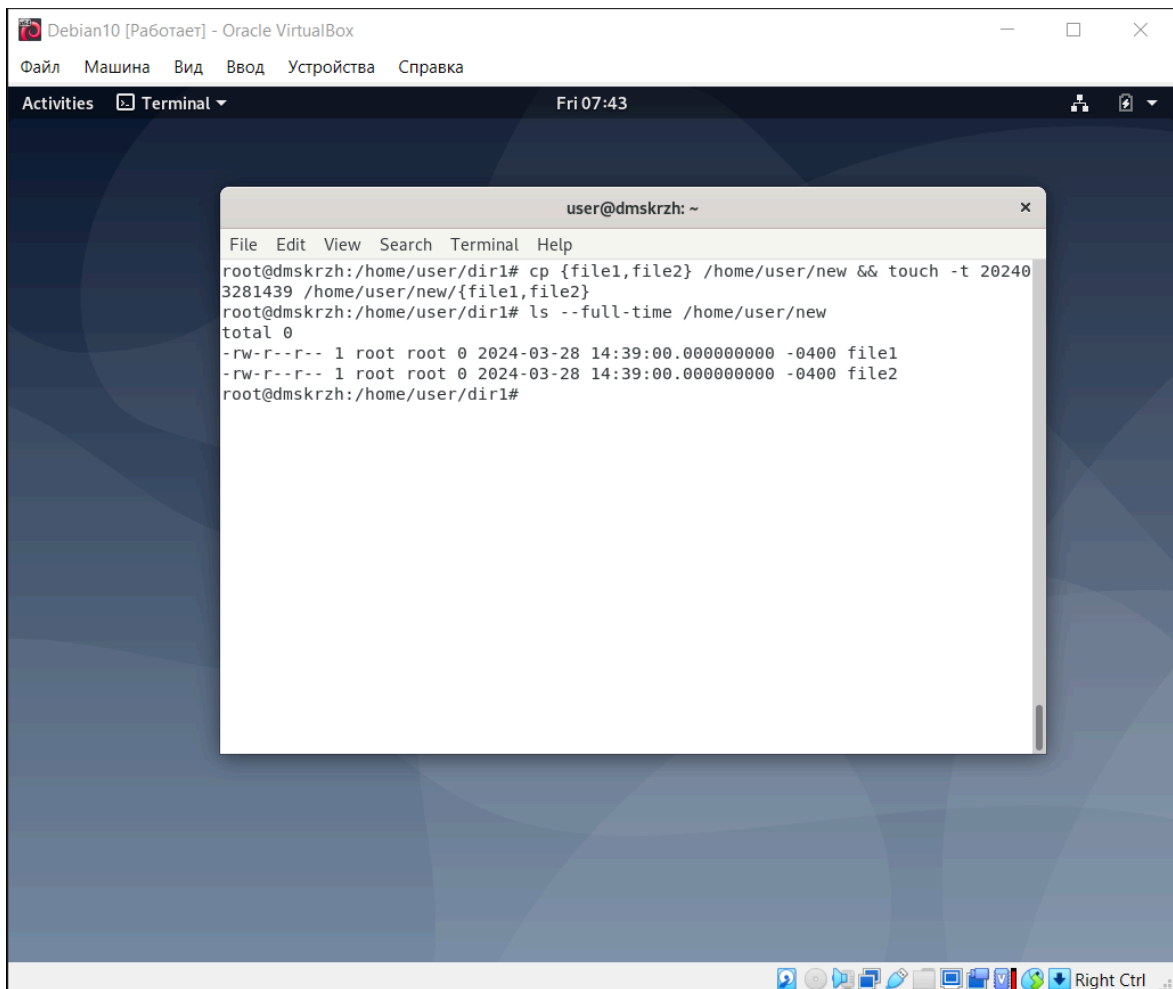 Debian10 [Работает] - Oracle VirtualBox
Файл Машина Вид Ввод Устройства Справка
Activities Terminal Fri 07:43
user@dmskrzh: ~
File Edit View Search Terminal Help
root@dmskrzh:/home/user/dir1# cp {file1,file2} /home/user/new && touch -t 20240
3281439 /home/user/new/{file1,file2}
root@dmskrzh:/home/user/dir1# ls --full-time /home/user/new
total 0
-rw-r--r-- 1 root root 0 2024-03-28 14:39:00.000000000 -0400 file1
-rw-r--r-- 1 root root 0 2024-03-28 14:39:00.000000000 -0400 file2
root@dmskrzh:/home/user/dir1#
Right Ctrl